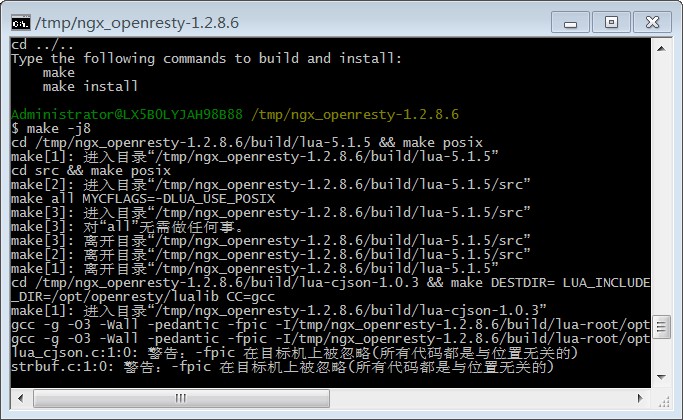 /tmp/ngx_openresty-1.2.8.6
cd ../..
Type the following commands to build and install:
    make
    make install
Administrator@LX5BOLYJAH98B88 /tmp/ngx_openresty-1.2.8.6
$ make -j8
cd /tmp/ngx_openresty-1.2.8.6/build/lua-5.1.5 && make posix
make[1]: 进入目录“/tmp/ngx_openresty-1.2.8.6/build/lua-5.1.5”
cd src && make posix
make[2]: 进入目录“/tmp/ngx_openresty-1.2.8.6/build/lua-5.1.5/src”
make all MYCFLAGS=-DLUA_USE_POSIX
make[3]: 进入目录“/tmp/ngx_openresty-1.2.8.6/build/lua-5.1.5/src”
make[3]: 对“all”无需做任何事。
make[3]: 离开目录“/tmp/ngx_openresty-1.2.8.6/build/lua-5.1.5/src”
make[2]: 离开目录“/tmp/ngx_openresty-1.2.8.6/build/lua-5.1.5/src”
make[1]: 离开目录“/tmp/ngx_openresty-1.2.8.6/build/lua-5.1.5”
cd /tmp/ngx_openresty-1.2.8.6/build/lua-cjson-1.0.3 && make DESTDIR= LUA_INCLUDE
_DIR=/opt/openresty/lualib CC=gcc
make[1]: 进入目录“/tmp/ngx_openresty-1.2.8.6/build/lua-cjson-1.0.3”
gcc -g -O3 -Wall -pedantic -fpic -I/tmp/ngx_openresty-1.2.8.6/build/lua-root/opt
gcc -g -O3 -Wall -pedantic -fpic -I/tmp/ngx_openresty-1.2.8.6/build/lua-root/opt
lua_cjson.c:1:0: 警告：-fpic 在目标机上被忽略(所有代码都是与位置无关的)
strbuf.c:1:0: 警告：-fpic 在目标机上被忽略(所有代码都是与位置无关的)